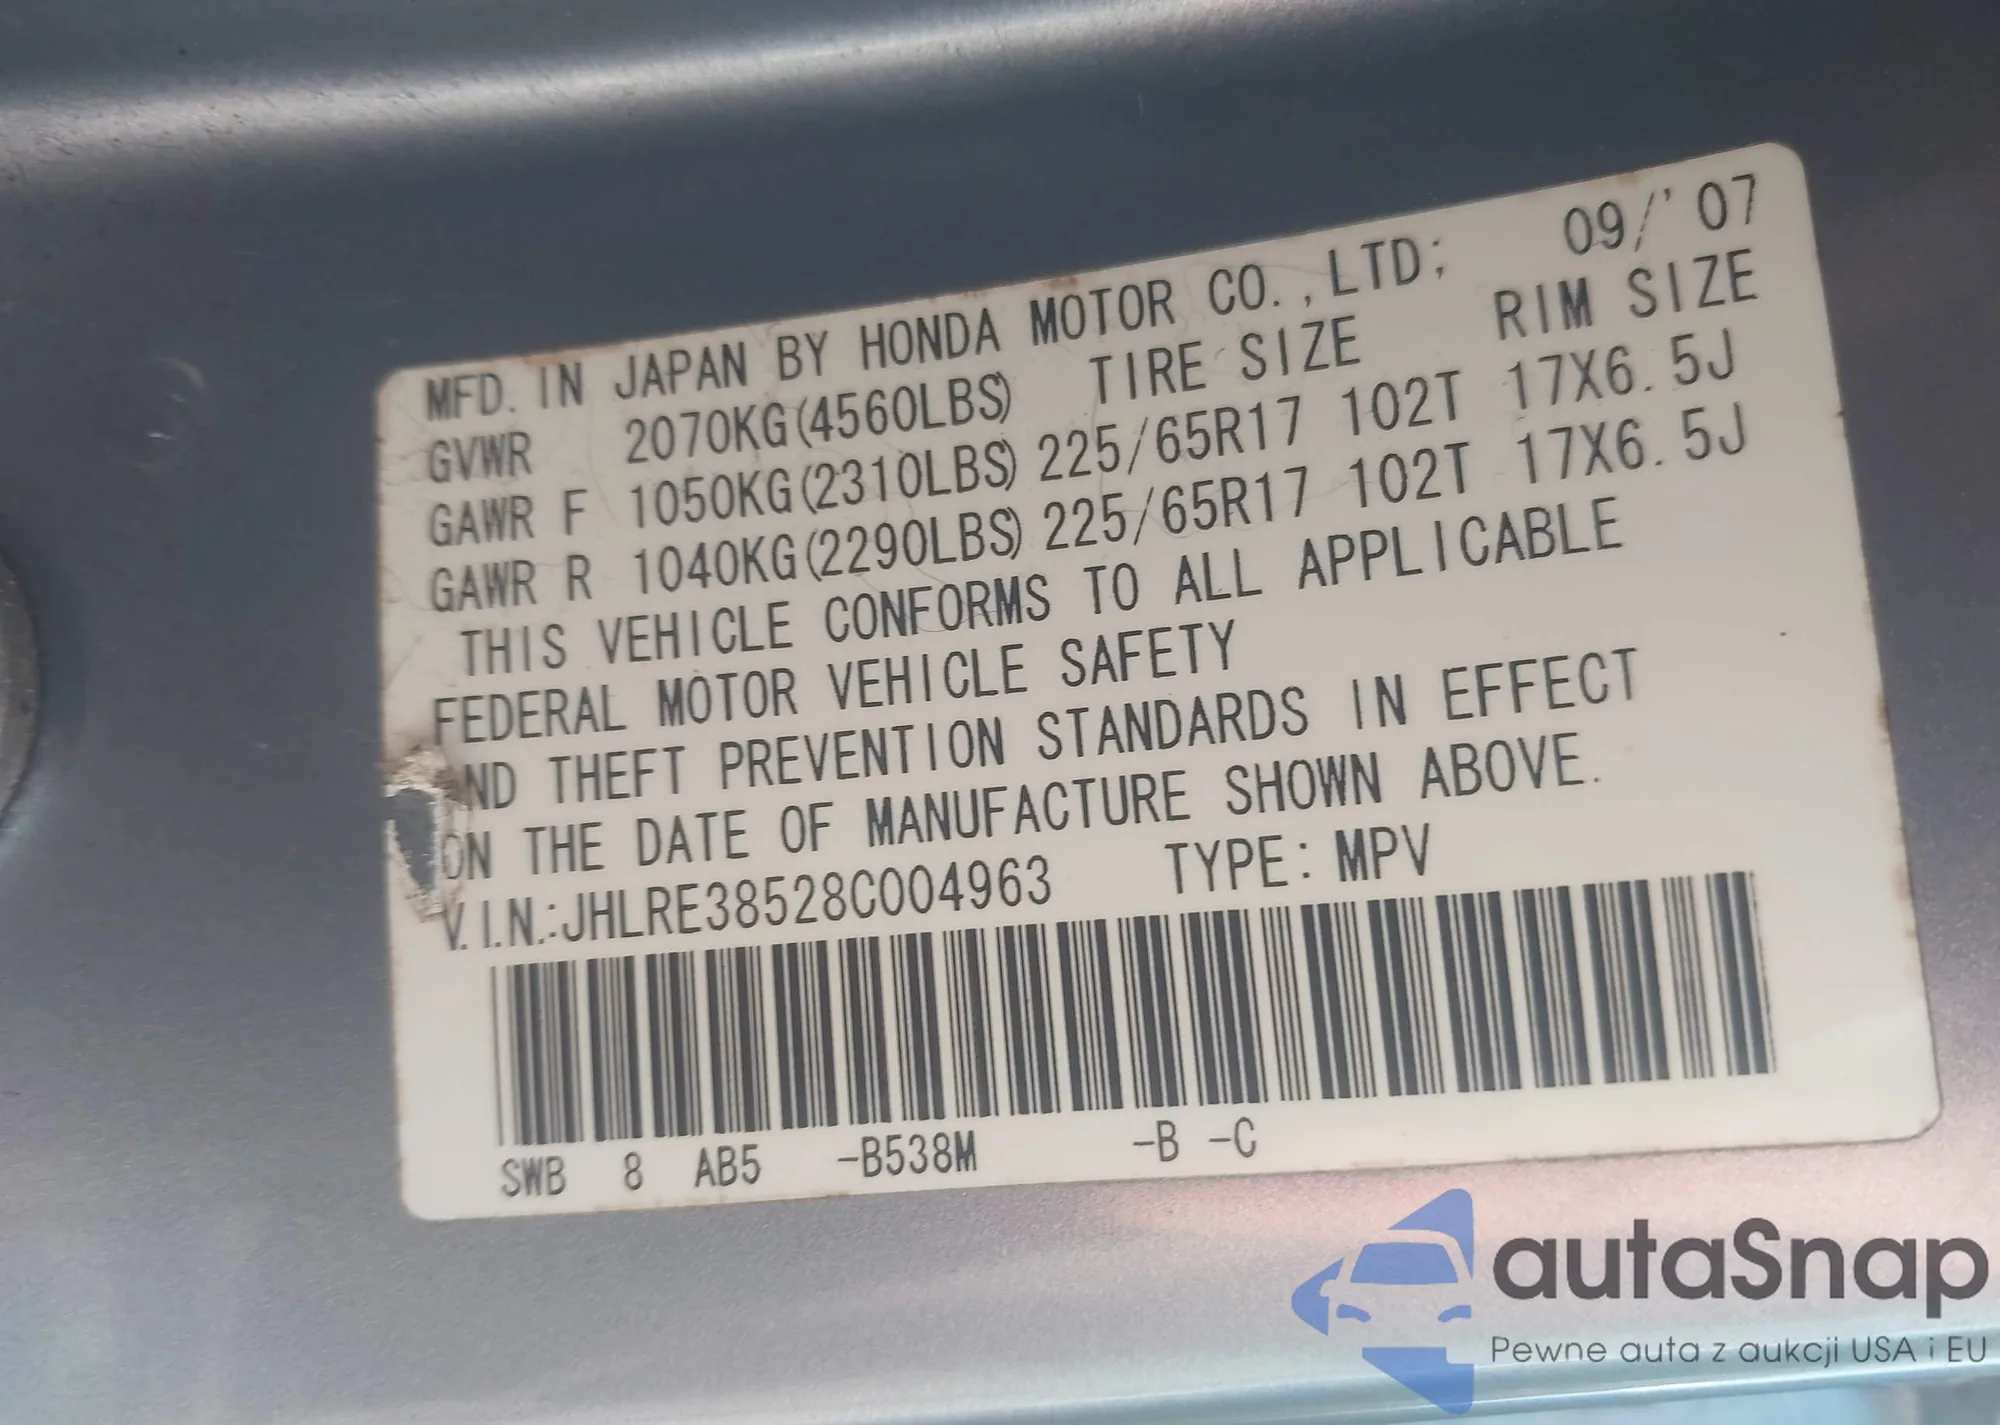 MFD. IN JAPAN BY HONDA MOTOR CO.,LTD; 09/'07
GVWR 2070KG(4560LBS) TIRE SIZE RIM SIZE
GAWR F 1050KG(2310LBS) 225/65R17 102T 17X6.5J
GAWR R 1040KG(2290LBS) 225/65R17 102T 17X6.5J
THIS VEHICLE CONFORMS TO ALL APPLICABLE
FEDERAL MOTOR VEHICLE SAFETY
ND THEFT PREVENTION STANDARDS IN EFFECT
ON THE DATE OF MANUFACTURE SHOWN ABOVE.
V.I.N.:JHLRE38528C004963 TYPE: MPV
SWB 8 AB5 -B538M -B -C
autaSnap
Pewne auta z aukcji USA i EU